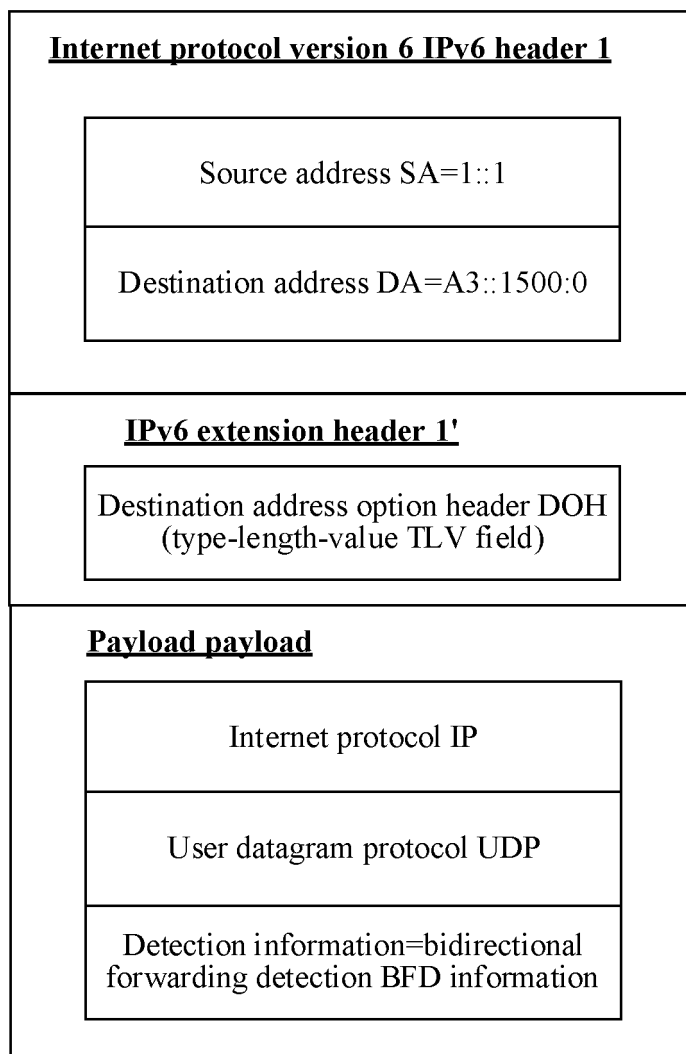 Internet protocol version 6 IPv6 header 1
Source address SA=1::1
Destination address DA=A3::1500:0
IPv6 extension header 1'
Destination address option header DOH
(type-length-value TLV field)
Payload payload
Internet protocol IP
User datagram protocol UDP
Detection information=bidirectional
forwarding detection BFD information